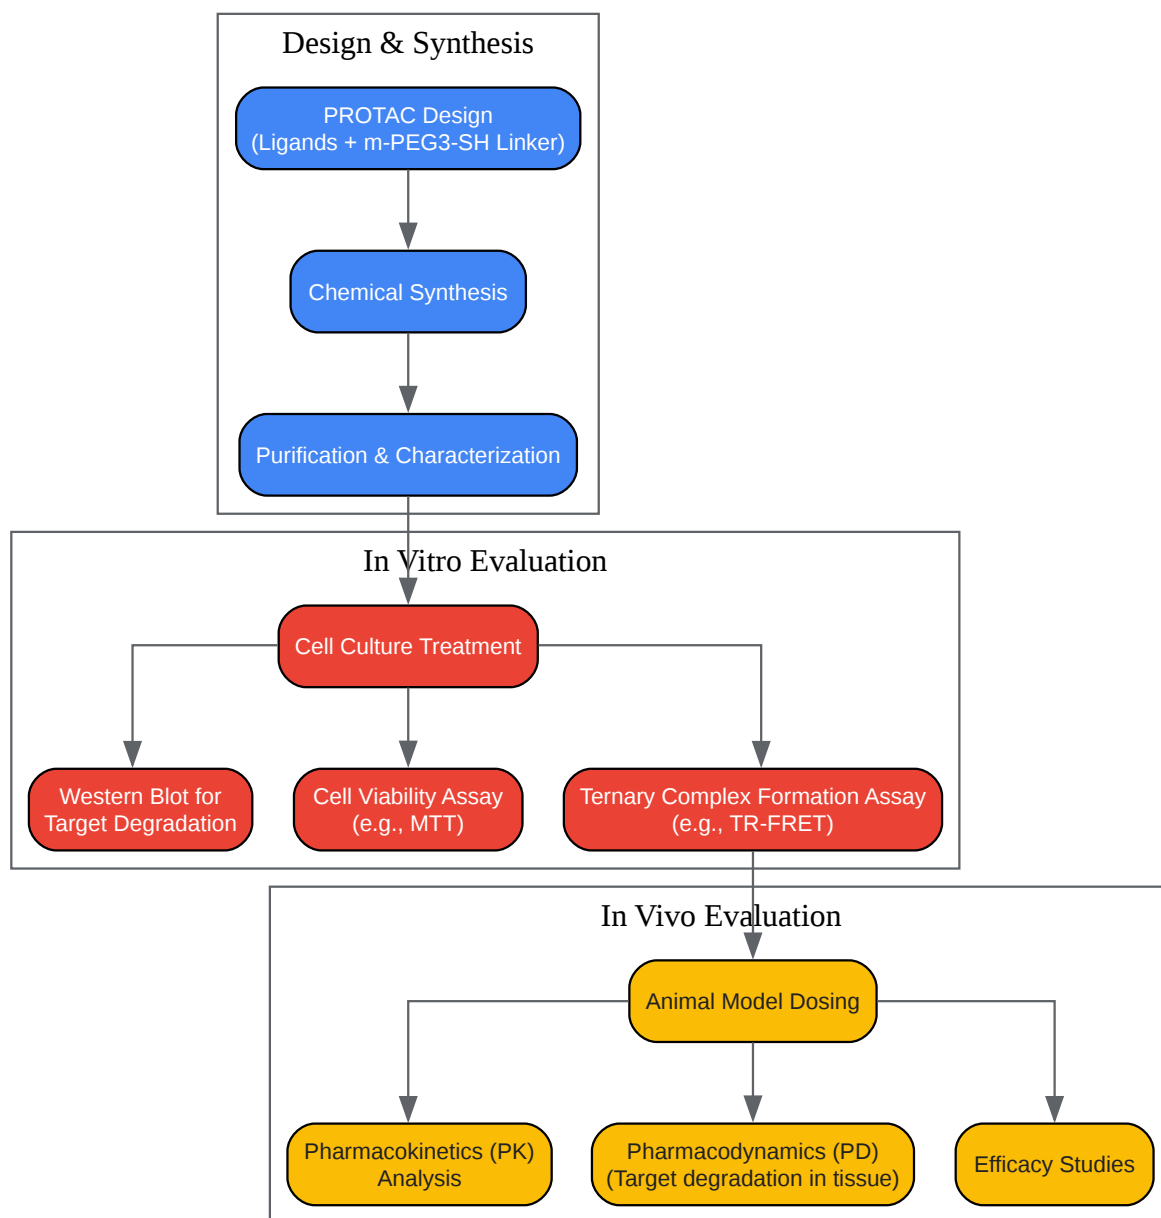 Design & Synthesis
PROTAC Design
(Ligands + m-PEG3-SH Linker)
Chemical Synthesis
Purification & Characterization
In Vitro Evaluation
Cell Culture Treatment
Western Blot for
Target Degradation
Cell Viability Assay
(e.g., MTT)
Ternary Complex Formation Assay
(e.g., TR-FRET)
In Vivo Evaluation
Animal Model Dosing
Pharmacokinetics (PK)
Analysis
Pharmacodynamics (PD)
(Target degradation in tissue)
Efficacy Studies